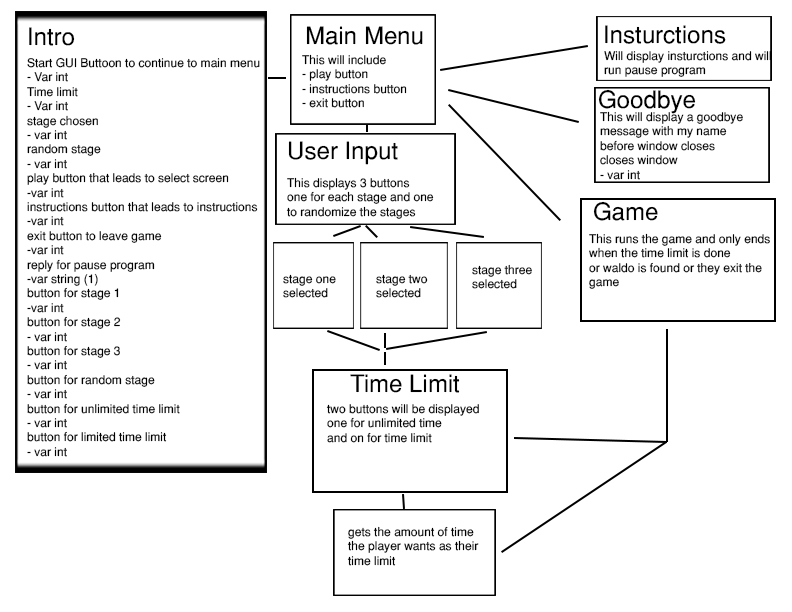 Intro
Start GUI Buttoon to continue to main menu
- Var int
Time limit
- Var int
stage chosen
- var int
random stage
- var int
play button that leads to select screen
-var int
instructions button that leads to instructions
-var int
exit button to leave game
-var int
reply for pause program
-var string (1)
button for stage 1
-var int
button for stage 2
- var int
button for stage 3
- var int
button for random stage
- var int
button for unlimited time limit
- var int
button for limited time limit
- var int
Main Menu
This will include
- play button
- instructions button
- exit button
User Input
This displays 3 buttons
one for each stage and one
to randomize the stages
stage one
selected
stage two
selected
stage three
selected
Time Limit
two buttons will be displayed
one for unlimited time
and on for time limit
gets the amount of time
the player wants as their
time limit
Insturctions
Will display insturctions and will
run pause program
Goodbye
This will display a goodbye
message with my name
before window closes
closes window
- var int
Game
This runs the game and only ends
when the time limit is done
or waldo is found or they exit the
game